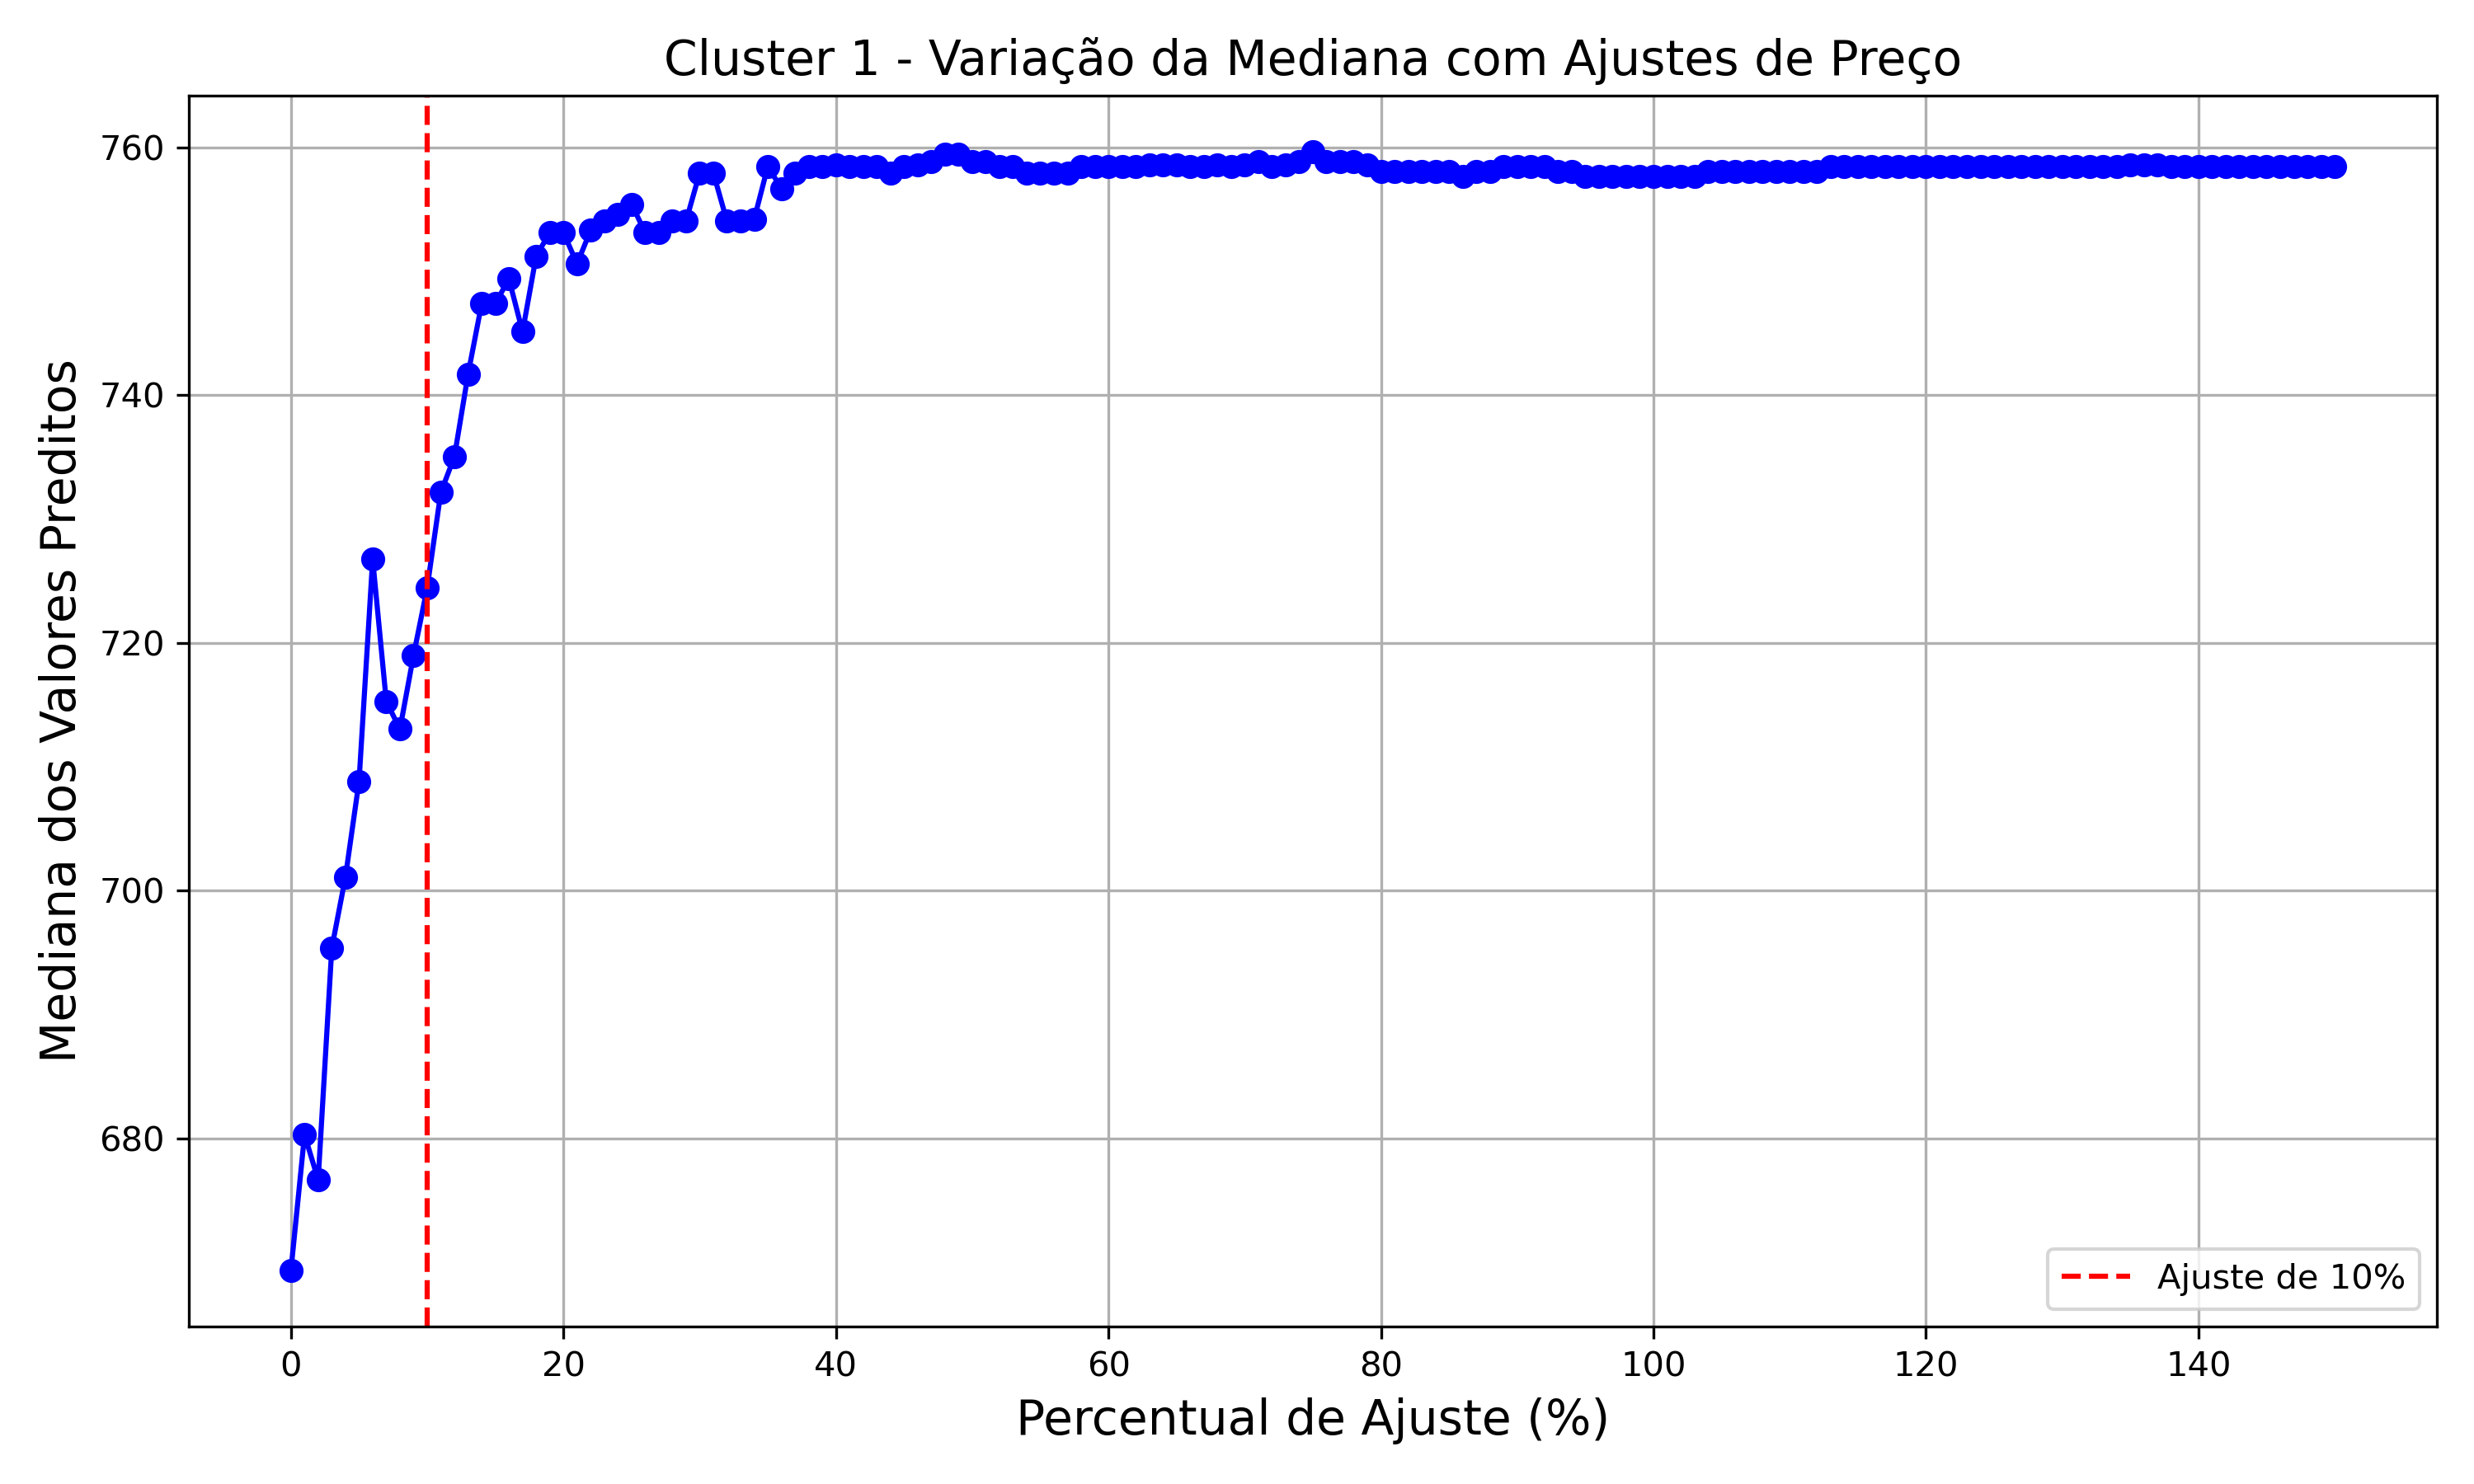 Cluster 1 - Variação da Mediana com Ajustes de Preço
Mediana dos Valores Preditos
760
740
720
700
680
0 20 40 60 80 100 120 140
Percentual de Ajuste (%)
Ajuste de 10%